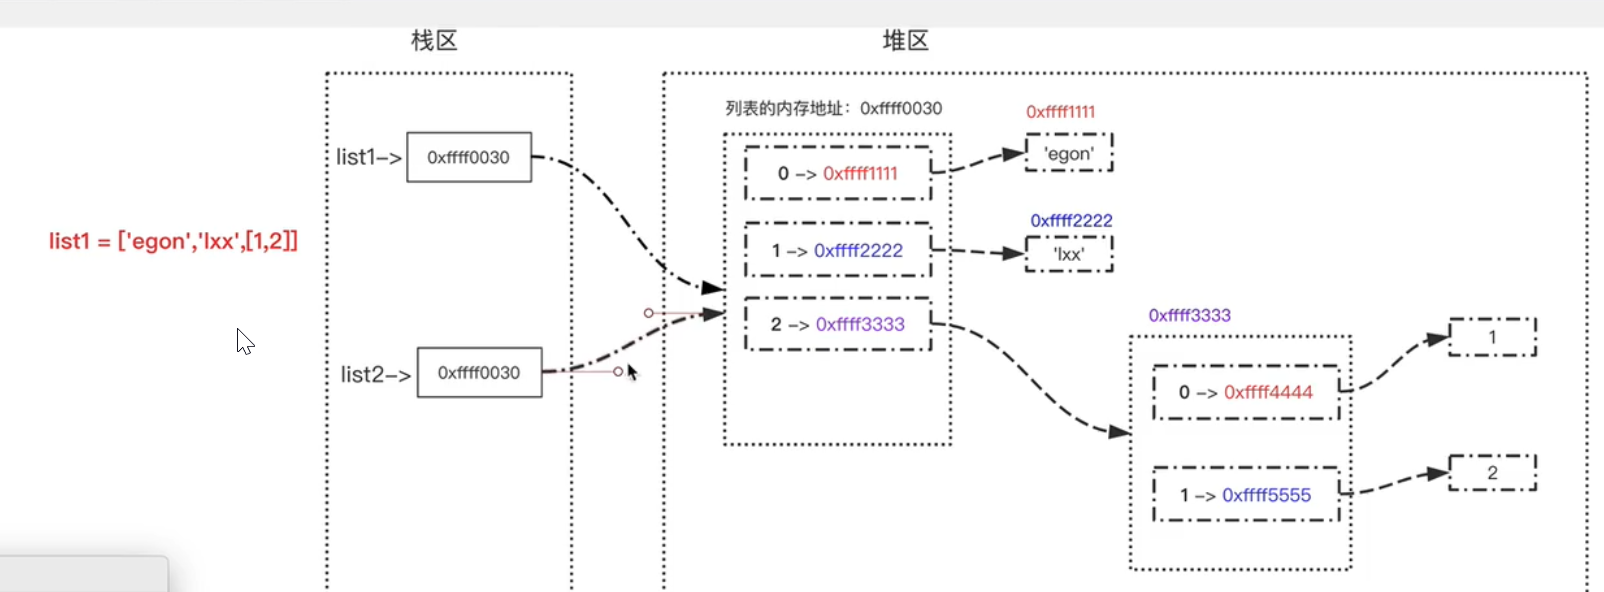 栈区
堆区
列表的内存地址：0xffff0030
0xffff1111
list1->
0xffff0030
0 -> 0xffff1111
'egon'
list1 = ['egon','lxx',[1,2]]
0xffff2222
1 -> 0xffff2222
'lxx'
2 -> 0xffff3333
0xffff3333
1
list2->
0xffff0030
0 -> 0xffff4444
1 -> 0xffff5555
2